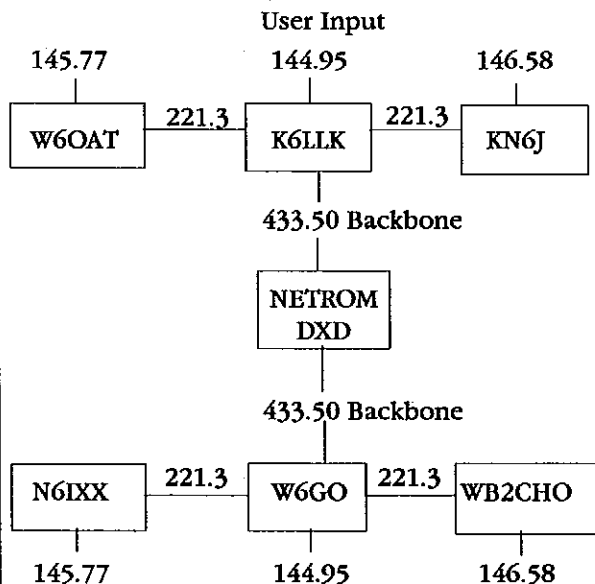 User Input
145.77 144.95 146.58
W6OAT 221.3 K6LLK 221.3 KN6J
433.50 Backbone
NETROM
DXD
433.50 Backbone
N6IXX 221.3 W6GO 221.3 WB2CHO
145.77 144.95 146.58